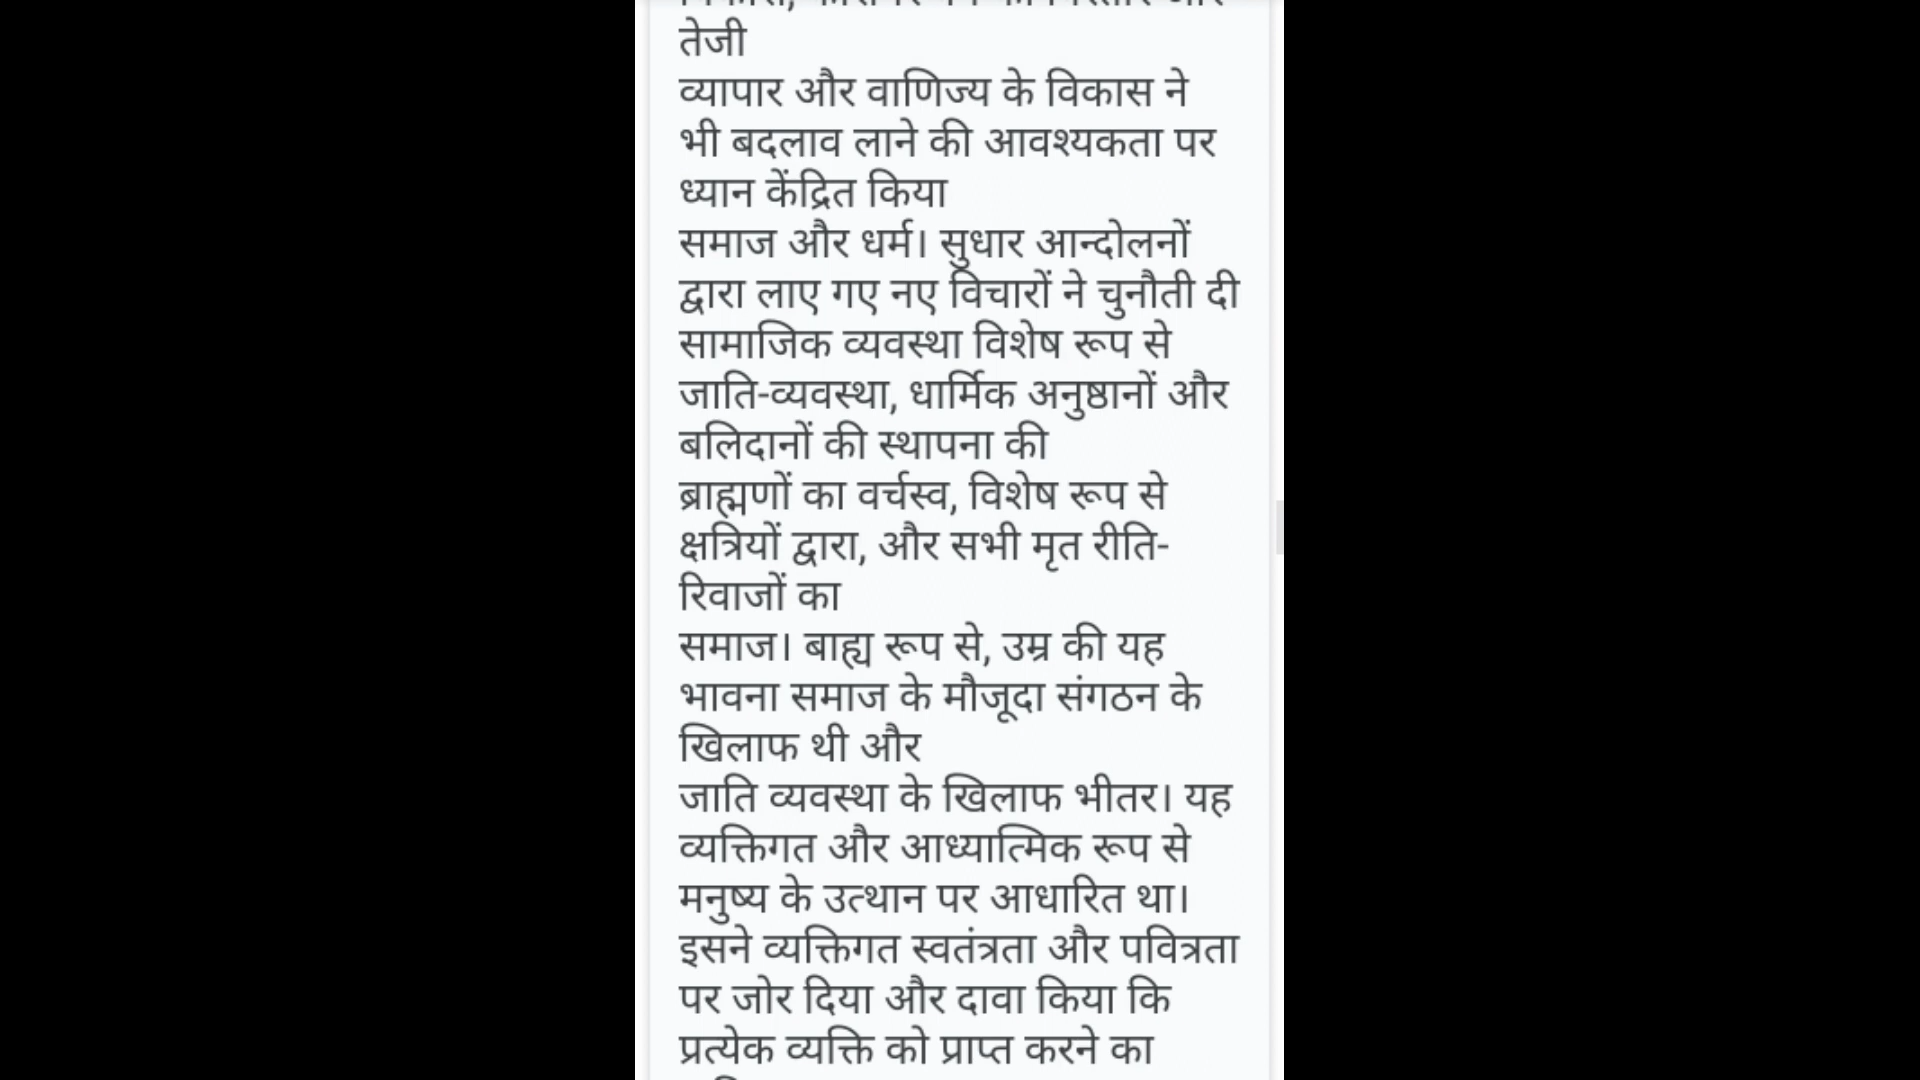 तेजी
व्यापार और वाणिज्य के विकास ने
भी बदलाव लाने की आवश्यकता पर
ध्यान केंद्रित किया
समाज और धर्म। सुधार आन्दोलनों
द्वारा लाए गए नए विचारों ने चुनौती दी
सामाजिक व्यवस्था विशेष रूप से
जाति-व्यवस्था, धार्मिक अनुष्ठानों और
बलिदानों की स्थापना की
ब्राह्मणों का वर्चस्व, विशेष रूप से
क्षत्रियों द्वारा, और सभी मृत रीति-
रिवाजों का
समाज। बाह्य रूप से, उम्र की यह
भावना समाज के मौजूदा संगठन के
खिलाफ थी और
जाति व्यवस्था के खिलाफ भीतर। यह
व्यक्तिगत और आध्यात्मिक रूप से
मनुष्य के उत्थान पर आधारित था।
इसने व्यक्तिगत स्वतंत्रता और पवित्रता
पर जोर दिया और दावा किया कि
प्रत्येक व्यक्ति को प्राप्त करने का